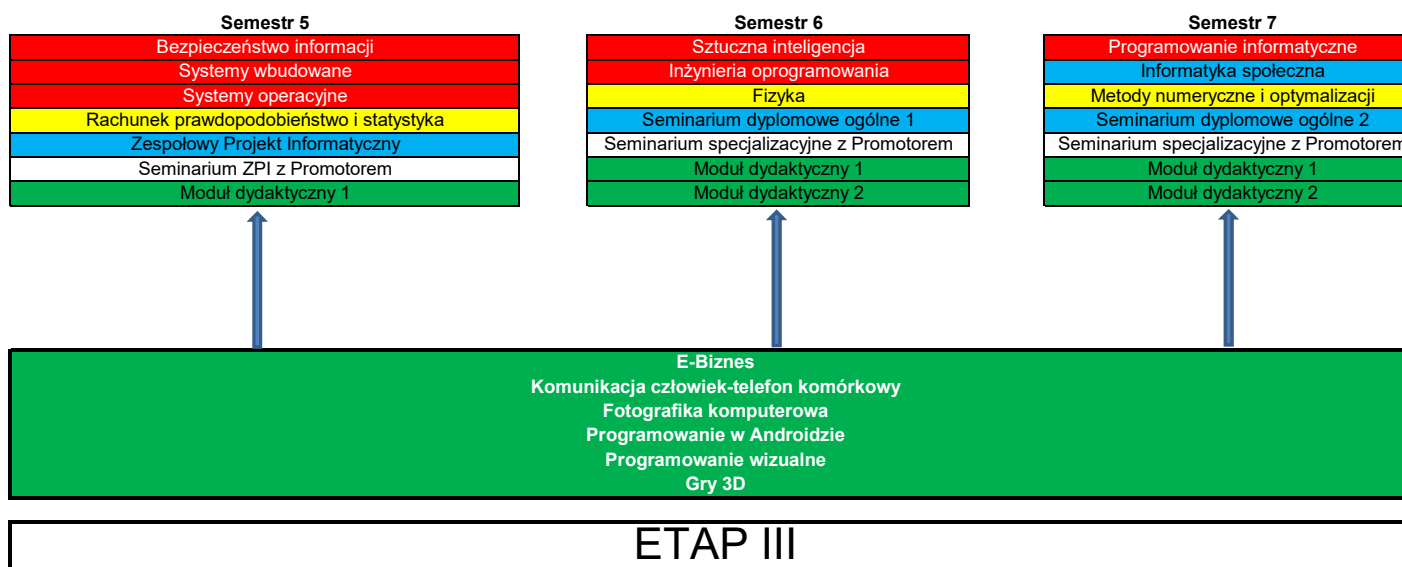 Semestr 5
Bezpieczeństwo informacji
Systemy wbudowane
Systemy operacyjne
Rachunek prawdopodobieństwo i statystyka
Zespołowy Projekt Informatyczny
Seminarium ZPI z Promotorem
Moduł dydaktyczny 1
Semestr 6
Sztuczna inteligencja
Inżynieria oprogramowania
Fizyka
Seminarium dyplomowe ogólne 1
Seminarium specjalizacyjne z Promotorem
Moduł dydaktyczny 1
Moduł dydaktyczny 2
Semestr 7
Programowanie informatyczne
Informatyka społeczna
Metody numeryczne i optymalizacji
Seminarium dyplomowe ogólne 2
Seminarium specjalizacyjne z Promotorem
Moduł dydaktyczny 1
Moduł dydaktyczny 2
E-Biznes
Komunikacja człowiek-telefon komórkowy
Fotografika komputerowa
Programowanie w Androidzie
Programowanie wizualne
Gry 3D
ETAP III